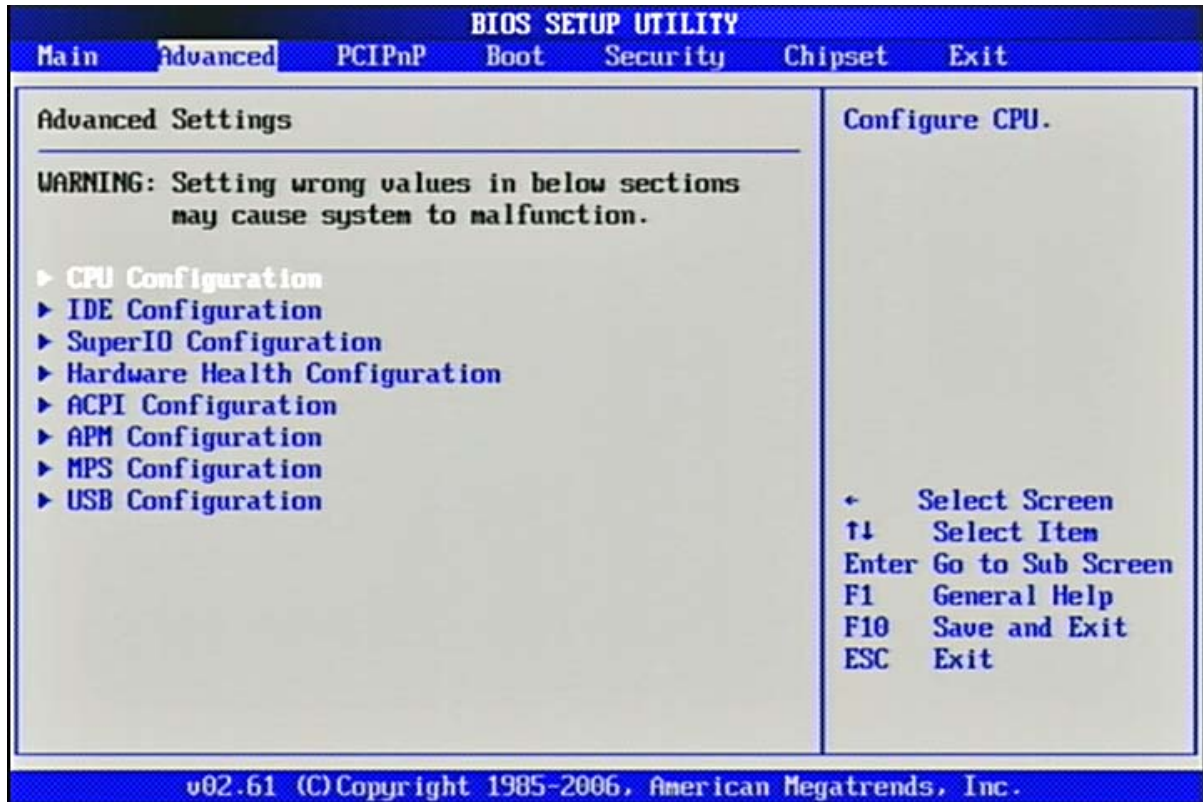 BIOS SETUP UTILITY
Main Advanced PCIPnP Boot Security Chipset Exit
Advanced Settings
WARNING: Setting wrong values in below sections
may cause system to malfunction.
▶ CPU Configuration
▶ IDE Configuration
▶ SuperIO Configuration
▶ Hardware Health Configuration
▶ ACPI Configuration
▶ APM Configuration
▶ MPS Configuration
▶ USB Configuration
Configure CPU.
← Select Screen
↑↓ Select Item
Enter Go to Sub Screen
F1 General Help
F10 Save and Exit
ESC Exit
v02.61 (C)Copyright 1985-2006, American Megatrends, Inc.